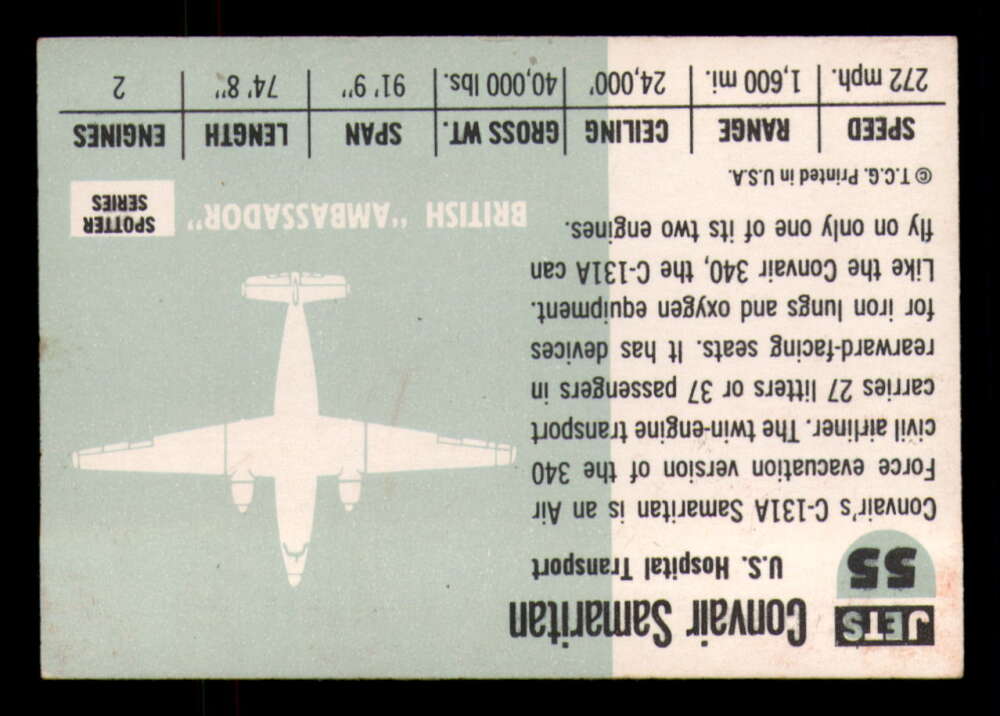 JETS
55
Convair Samaritan
U.S. Hospital Transport
Convair's C-131A Samaritan is an Air
Force evacuation version of the 340
civil airliner. The twin-engine transport
carries 27 litters or 37 passengers in
rearward-facing seats. It has devices
for iron lungs and oxygen equipment.
Like the Convair 340, the C-131A can
fly on only one of its two engines.
© T.C.G. Printed in U.S.A.
BRITISH "AMBASSADOR"
SPOTTER
SERIES
SPEED RANGE CEILING GROSS WT. SPAN LENGTH ENGINES
272 mph. 1,600 mi. 24,000' 40,000 lbs. 91' 9" 74' 8" 2